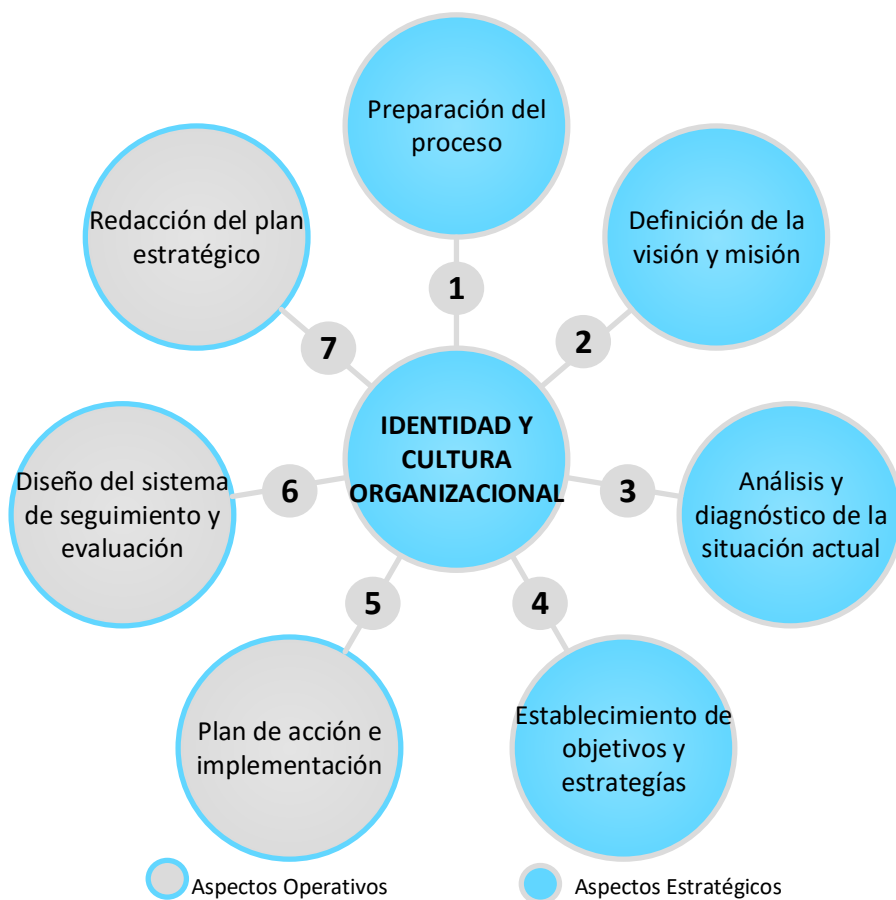 Preparación del
proceso
1
Definición de la
visión y misión
2
Análisis y
diagnóstico de la
situación actual
3
Establecimiento de
objetivos y
estrategías
4
Plan de acción e
implementación
5
Diseño del sistema
de seguimiento y
evaluación
6
Redacción del plan
estratégico
7
IDENTIDAD Y
CULTURA
ORGANIZACIONAL
Aspectos Operativos
Aspectos Estratégicos